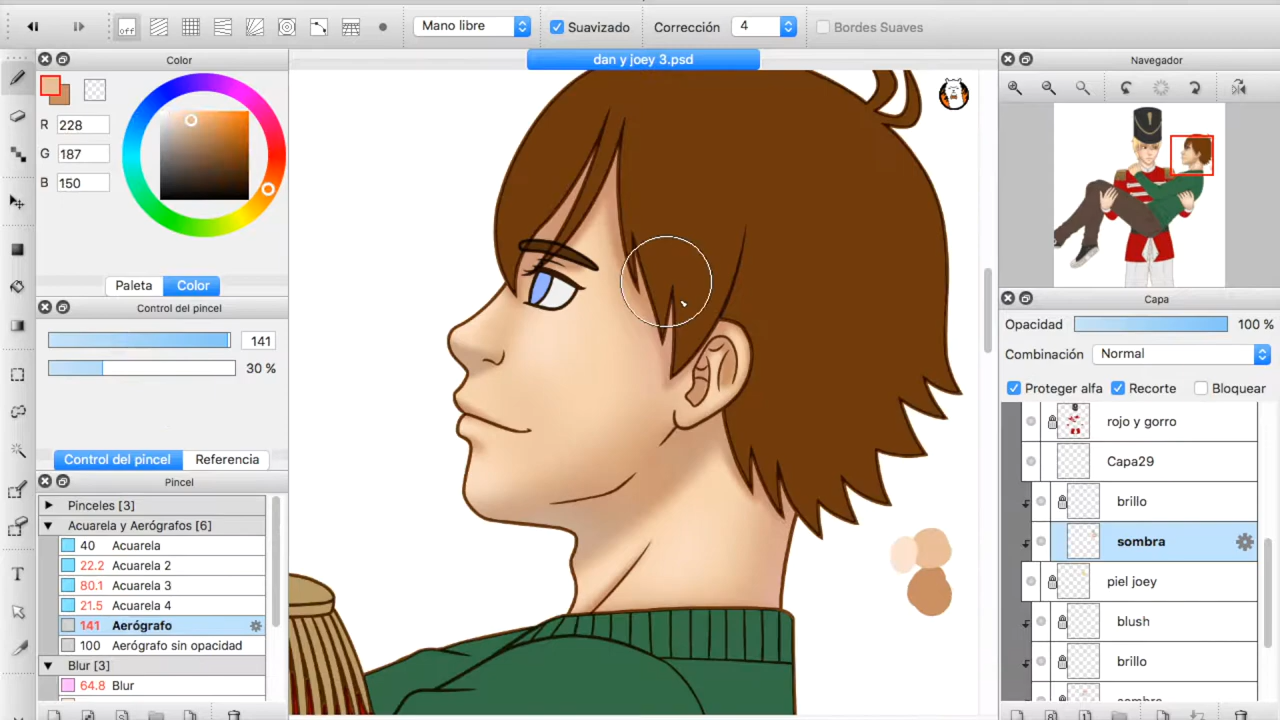 off
Mano libre
Suavizado
Corrección
4
Bordes Suaves
Color
dan y joey 3.psd
Navegador
R 228
G 187
B 150
Paleta
Color
Control del pincel
141
30 %
Control del pincel
Referencia
Pincel
Pinceles [3]
Acuarela y Aerógrafos [6]
40 Acuarela
22.2 Acuarela 2
80.1 Acuarela 3
21.5 Acuarela 4
141 Aerógrafo
100 Aerógrafo sin opacidad
Blur [3]
64.8 Blur
T
Capa
Opacidad 100 %
Combinación Normal
Proteger alfa
Recorte
Bloquear
rojo y gorro
Capa29
brillo
sombra
piel joey
blush
brillo
sombra